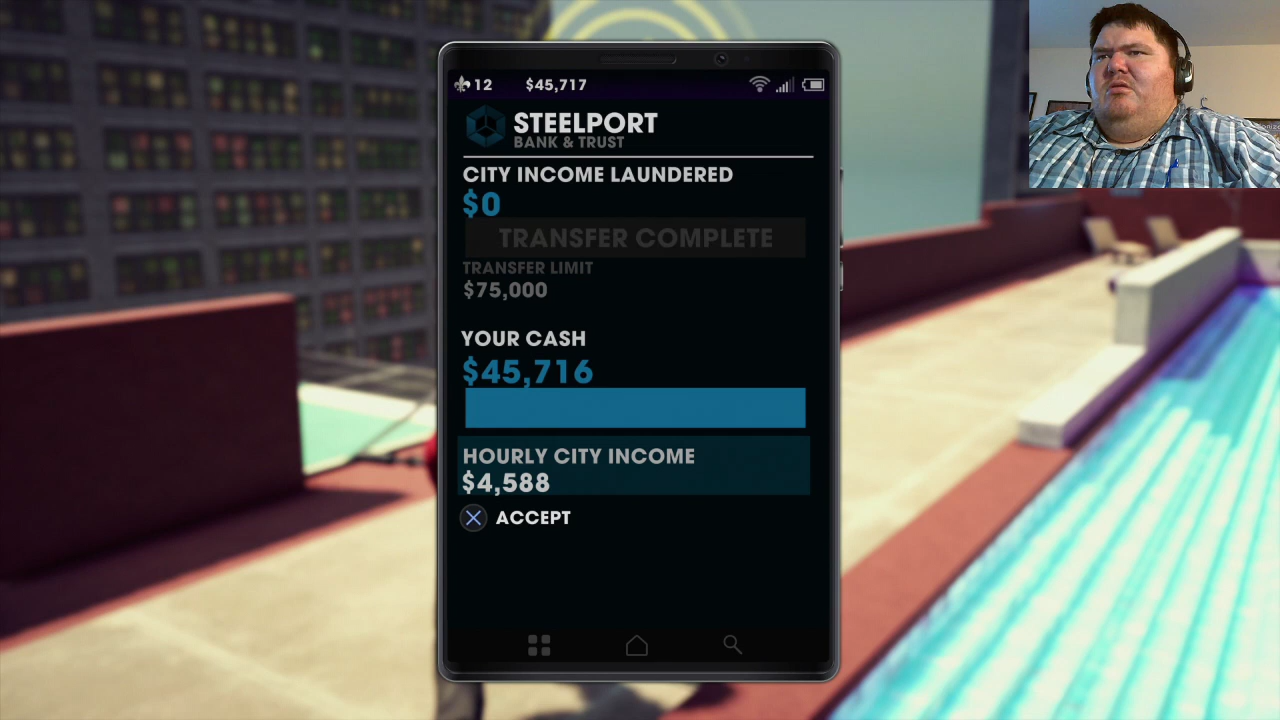 12 $45,717
STEELPORT
BANK & TRUST
CITY INCOME LAUNDERED
$0
TRANSFER COMPLETE
TRANSFER LIMIT
$75,000
YOUR CASH
$45,716
HOURLY CITY INCOME
$4,588
ACCEPT